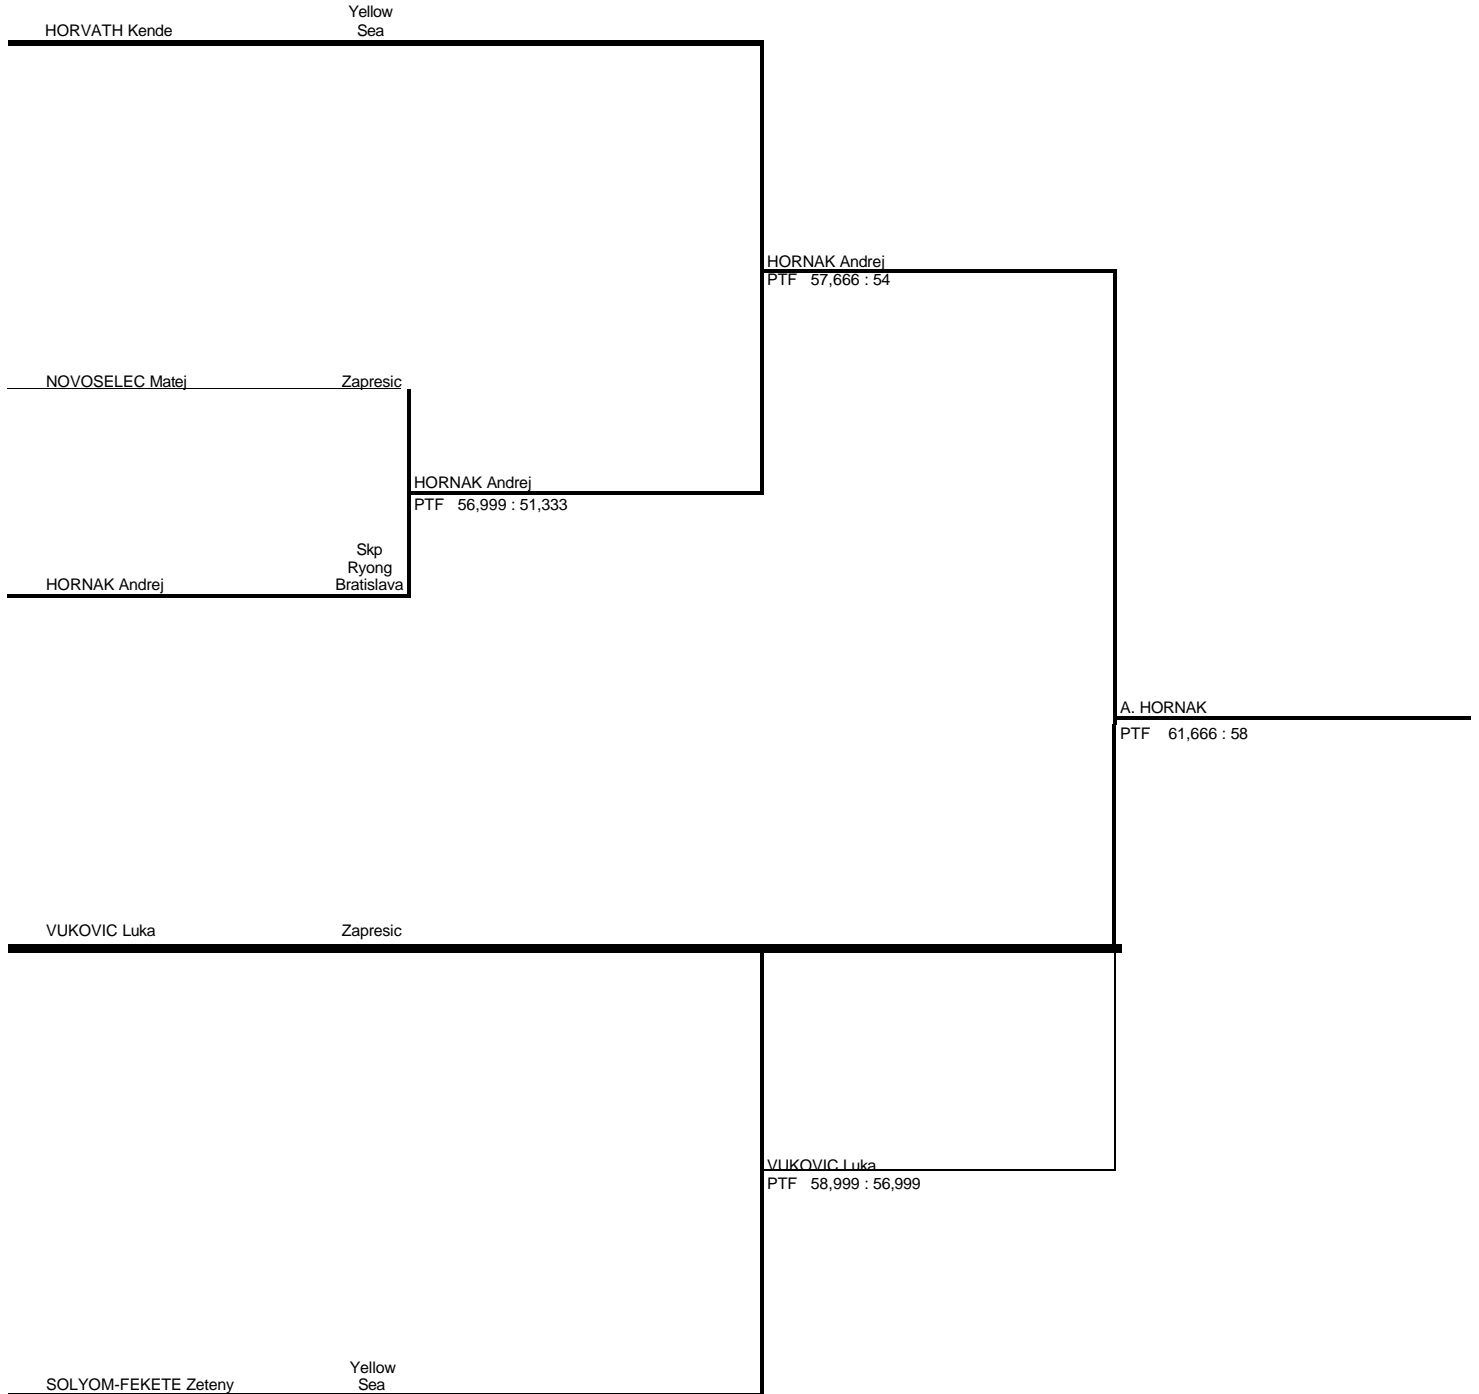 Yellow
HORVATH Kende Sea
HORNAK Andrej
PTF 57,666 : 54
NOVOSELEC Matej Zapresic
HORNAK Andrej
PTF 56,999 : 51,333
Skp
Ryong
HORNAK Andrej Bratislava
A. HORNAK
PTF 61,666 : 58
VUKOVIC Luka Zapresic
VUKOVIC Luka
PTF 58,999 : 56,999
Yellow
SOLYOM-FEKETE Zeteny Sea